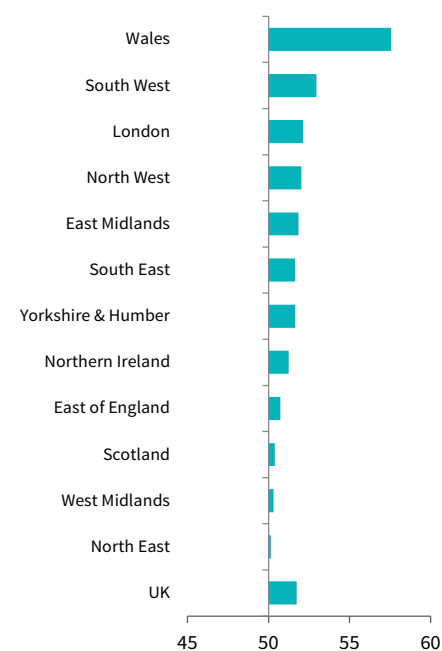 Wales
South West
London
North West
East Midlands
South East
Yorkshire & Humber
Northern Ireland
East of England
Scotland
West Midlands
North East
UK
45 50 55 60